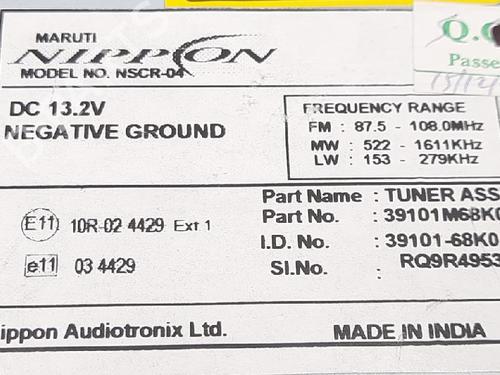 MARUTI
NIPPON
MODEL NO. NSCR-04
Q.C
Passe
15/12
DC 13.2V
NEGATIVE GROUND
FREQUENCY RANGE
FM : 87.5 - 108.0MHz
MW : 522 - 1611KHz
LW : 153 - 279KHz
Part Name : TUNER ASS
Part No. : 39101M68K0
I.D. No. : 39101-68K0
Sl.No. : RQ9R4953
E11 10R-02 4429 Ext 1
e11 03 4429
ippon Audiotronix Ltd.
MADE IN INDIA